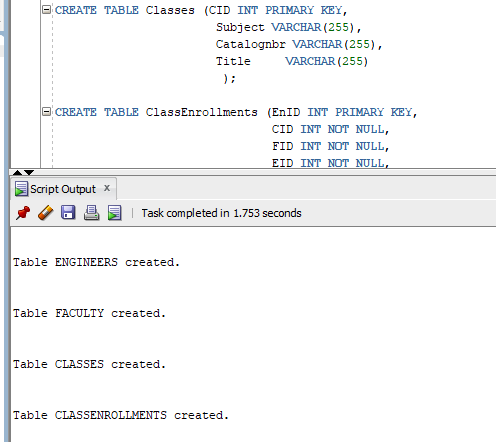 CREATE TABLE Classes (CID INT PRIMARY KEY,
Subject VARCHAR(255),
Catalognbr VARCHAR(255),
Title VARCHAR(255)
);
CREATE TABLE ClassEnrollments (EnID INT PRIMARY KEY,
CID INT NOT NULL,
FID INT NOT NULL,
EID INT NOT NULL,
Script Output x
Task completed in 1.753 seconds
Table ENGINEERS created.
Table FACULTY created.
Table CLASSES created.
Table CLASSENROLLMENTS created.